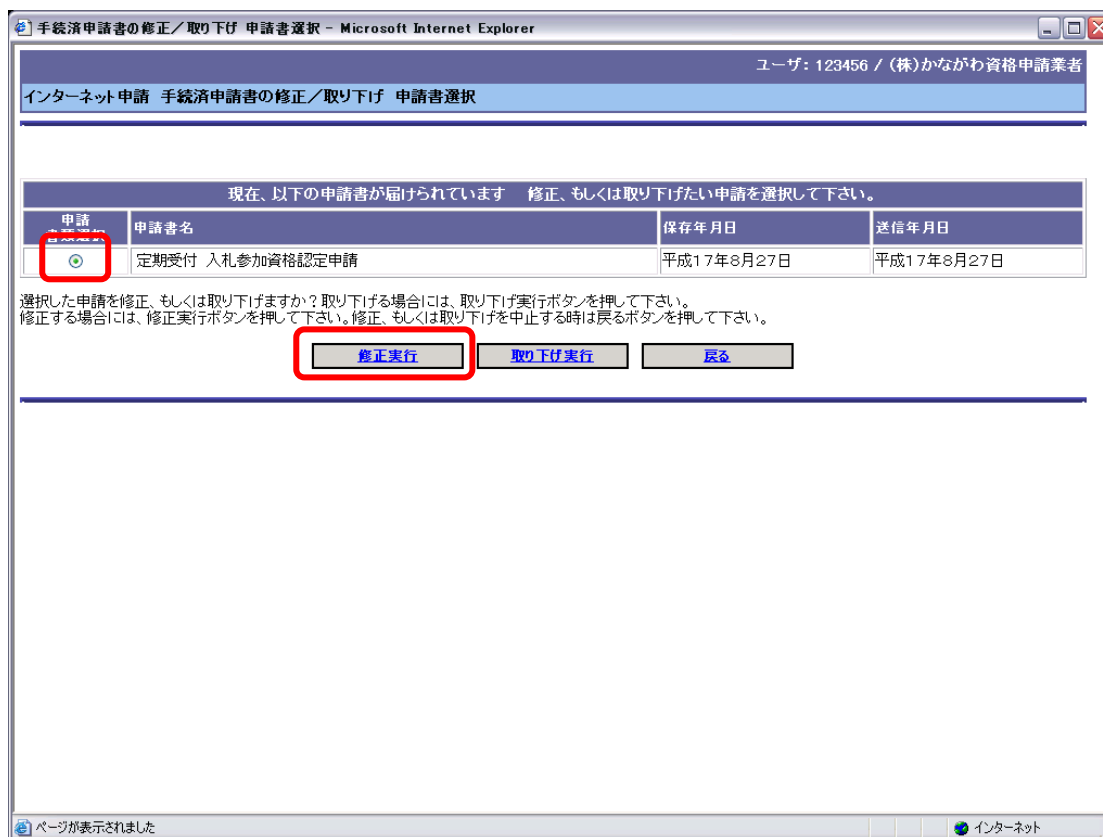 手続済申請書の修正／取り下げ 申請書選択 - Microsoft Internet Explorer
ユーザ: 123456 / (株)かながわ資格申請業者
インターネット申請 手続済申請書の修正／取り下げ 申請書選択
現在、以下の申請書が届けられています 修正、もしくは取り下げたい申請を選択して下さい。
申請
書類選択 申請書名 保存年月日 送信年月日
定期受付 入札参加資格認定申請 平成17年8月27日 平成17年8月27日
選択した申請を修正、もしくは取り下げますか？取り下げる場合には、取り下げ実行ボタンを押して下さい。
修正する場合には、修正実行ボタンを押して下さい。修正、もしくは取り下げを中止する時は戻るボタンを押して下さい。
修正実行 取り下げ実行 戻る
ページが表示されました インターネット